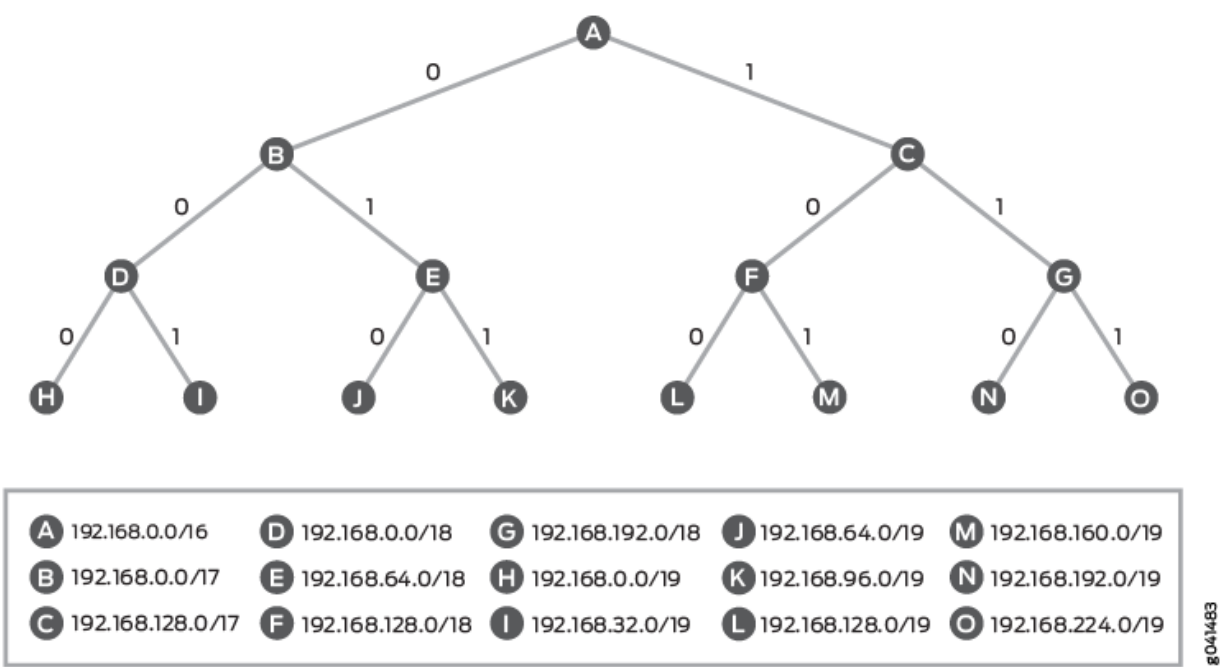 A
0 1
B C
0 1 0 1
D E F G
0 1 0 1 0 1 0 1
H I J K L M N O
A 192.168.0.0/16 D 192.168.0.0/18 G 192.168.192.0/18 J 192.168.64.0/19 M 192.168.160.0/19
B 192.168.0.0/17 E 192.168.64.0/18 H 192.168.0.0/19 K 192.168.96.0/19 N 192.168.192.0/19
C 192.168.128.0/17 F 192.168.128.0/18 I 192.168.32.0/19 L 192.168.128.0/19 O 192.168.224.0/19
g041483